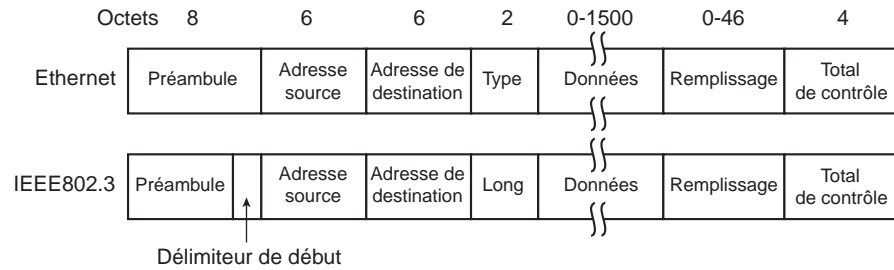 Octets 8 6 6 2 0-1500 0-46 4
Ethernet Préambule Adresse source Adresse de destination Type Données Remplissage Total de contrôle
IEEE802.3 Préambule Adresse source Adresse de destination Long Données Remplissage Total de contrôle
Délimiteur de début